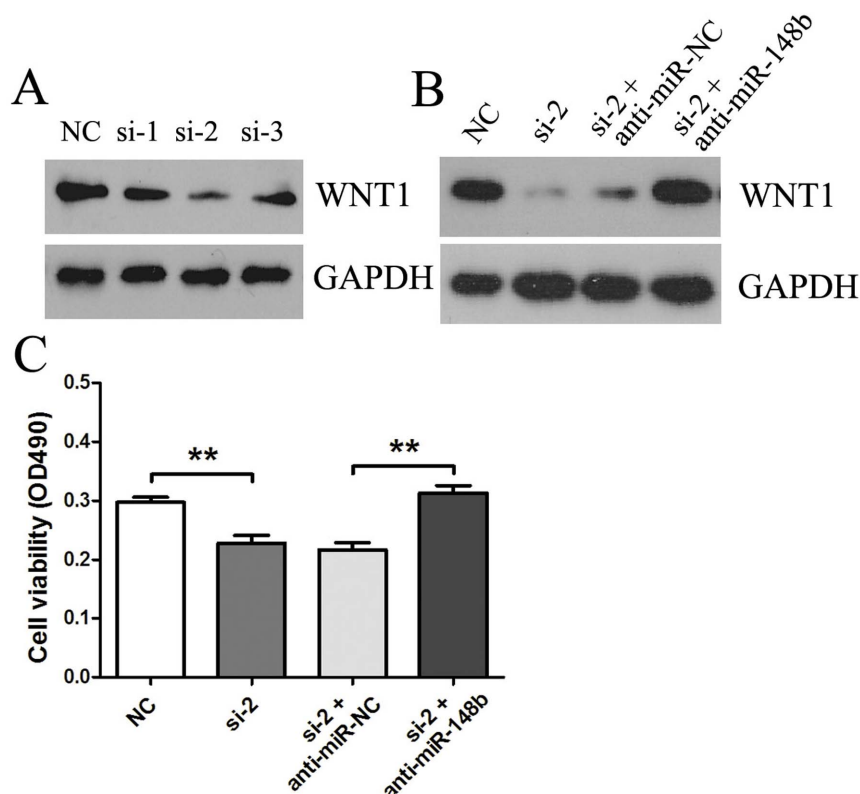 A
NC si-1 si-2 si-3
WNT1
GAPDH
B
NC
si-2
si-2 +
anti-miR-NC
si-2 +
anti-miR-148b
WNT1
GAPDH
C
Cell viability (OD490)
0.5
0.4
0.3
0.2
0.1
0.0
**
**
NC
si-2
si-2 +
anti-miR-NC
si-2 +
anti-miR-148b